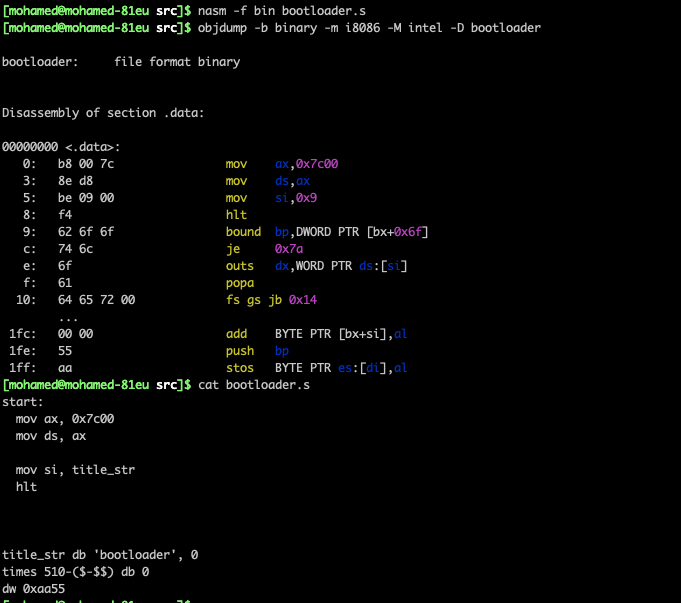 [mohamed@mohamed-81eu src]$ nasm -f bin bootloader.s
[mohamed@mohamed-81eu src]$ objdump -b binary -m i8086 -M intel -D bootloader

bootloader:     file format binary


Disassembly of section .data:

00000000 <.data>:
   0:   b8 00 7c                mov    ax,0x7c00
   3:   8e d8                   mov    ds,ax
   5:   be 09 00                mov    si,0x9
   8:   f4                      hlt
   9:   62 6f 6f                bound  bp,DWORD PTR [bx+0x6f]
   c:   74 6c                   je     0x7a
   e:   6f                      outs   dx,WORD PTR ds:[si]
   f:   61                      popa
  10:   64 65 72 00             fs gs jb 0x14
        ...
 1fc:   00 00                   add    BYTE PTR [bx+si],al
 1fe:   55                      push   bp
 1ff:   aa                      stos   BYTE PTR es:[di],al
[mohamed@mohamed-81eu src]$ cat bootloader.s
start:
  mov ax, 0x7c00
  mov ds, ax

  mov si, title_str
  hlt



title_str db 'bootloader', 0
times 510-($-$$) db 0
dw 0xaa55